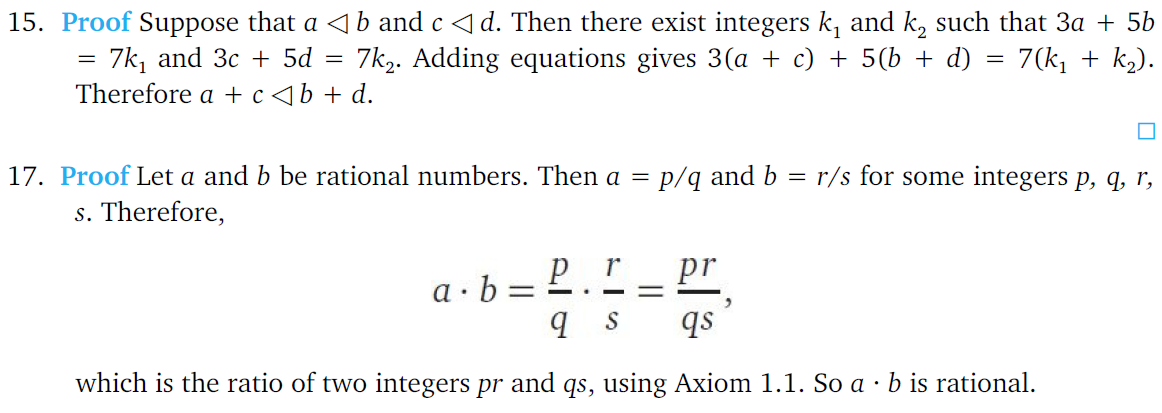 15. Proof Suppose that a ◁ b and c ◁ d. Then there exist integers k₁ and k₂ such that 3a + 5b
= 7k₁ and 3c + 5d = 7k₂. Adding equations gives 3(a + c) + 5(b + d) = 7(k₁ + k₂).
Therefore a + c ◁ b + d.
□
17. Proof Let a and b be rational numbers. Then a = p/q and b = r/s for some integers p, q, r,
s. Therefore,
a · b = p/q · r/s = pr/qs,
which is the ratio of two integers pr and qs, using Axiom 1.1. So a · b is rational.